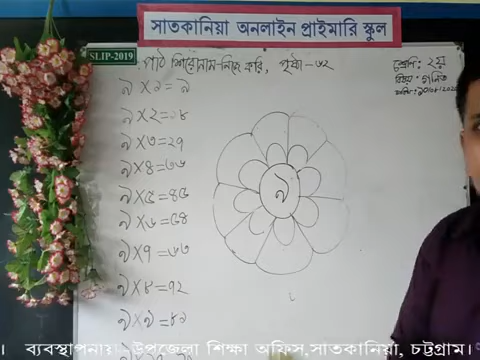 সাতকানিয়া অনলাইন প্রাইমারি স্কুল
SLIP-2019
পাঠ শিরোনাম-নিজে করি, পৃষ্ঠা-৩২
শ্রেণি: ২য়
বিষয়: গণিত
৯×১=৯
৯×২=১৮
৯×৩=২৭
৯×৪=৩৬
৯×৫=৪৫
৯×৬=৫৪
৯×৭=৬৩
৯×৮=৭২
৯×৯=৮১
৯
। ব্যবস্থাপনায়: উপজেলা শিক্ষা অফিস,সাতকানিয়া, চট্টগ্রাম।